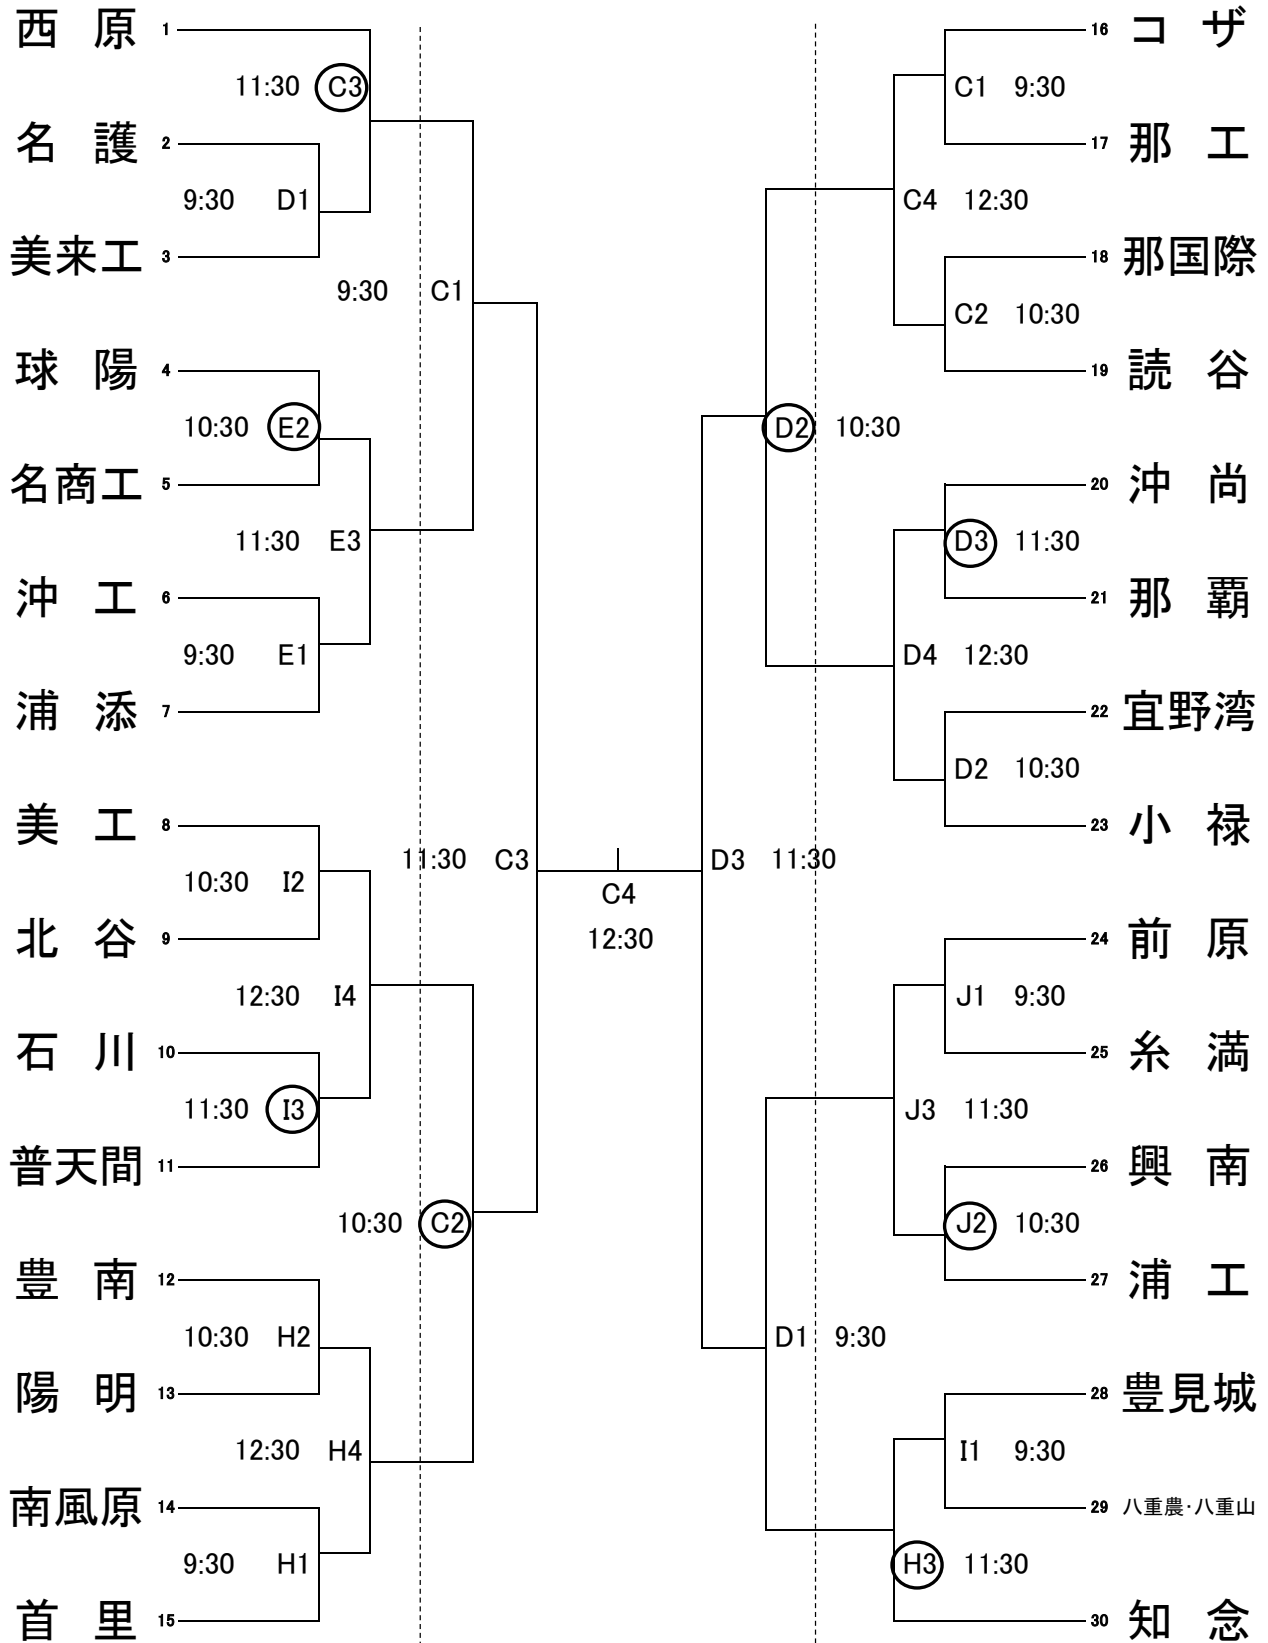 西原 1
11:30 C3
名護 2
9:30 D1
美来工 3
9:30 C1
球陽 4
10:30 E2
名商工 5
11:30 E3
沖工 6
9:30 E1
浦添 7
美工 8
10:30 I2
北谷 9
12:30 I4
石川 10
11:30 I3
普天間 11
10:30 C2
豊南 12
10:30 H2
陽明 13
12:30 H4
南風原 14
9:30 H1
首里 15
11:30 C3
C4
12:30
D3 11:30
16 コザ
C1 9:30
17 那工
C4 12:30
18 那国際
C2 10:30
19 読谷
D2 10:30
20 沖尚
D3 11:30
21 那覇
D4 12:30
22 宜野湾
D2 10:30
23 小禄
24 前原
J1 9:30
25 糸満
J3 11:30
26 興南
J2 10:30
27 浦工
D1 9:30
28 豊見城
I1 9:30
29 八重農・八重山
H3 11:30
30 知念